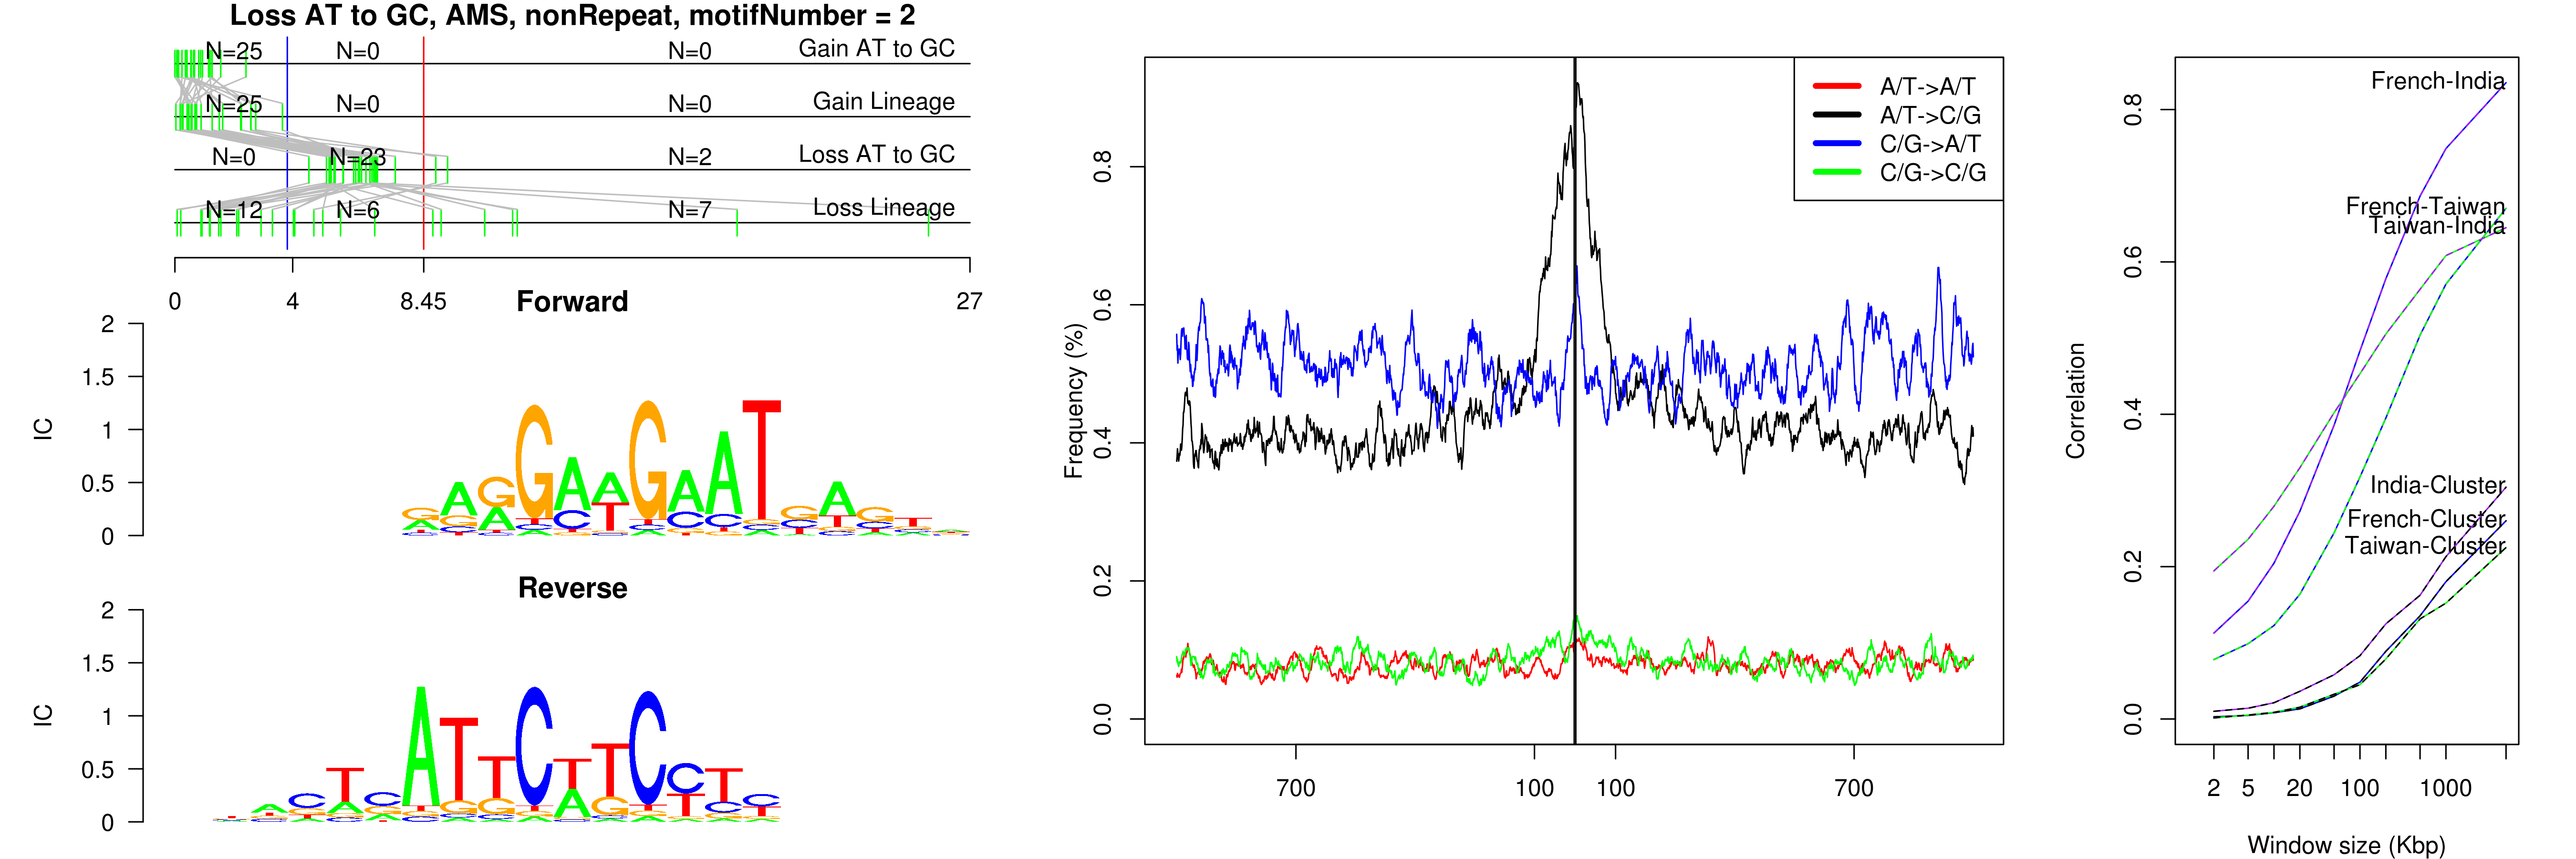 Loss AT to GC, AMS, nonRepeat, motifNumber = 2
N=25 N=0 N=0 Gain AT to GC
N=25 N=0 N=0 Gain Lineage
N=0 N=23 N=2 Loss AT to GC
N=12 N=6 N=7 Loss Lineage
0 4 8.45 27
Forward
IC
2
1.5
1
0.5
0
GAAGAAT
Reverse
IC
2
1.5
1
0.5
0
ATTCTTC
Frequency (%)
0.8
0.6
0.4
0.2
0.0
700 100 100 700
A/T->A/T
A/T->C/G
C/G->A/T
C/G->C/G
Correlation
0.8
0.6
0.4
0.2
0.0
French-India
French-Taiwan
Taiwan-India
India-Cluster
French-Cluster
Taiwan-Cluster
2 5 20 100 1000
Window size (Kbp)